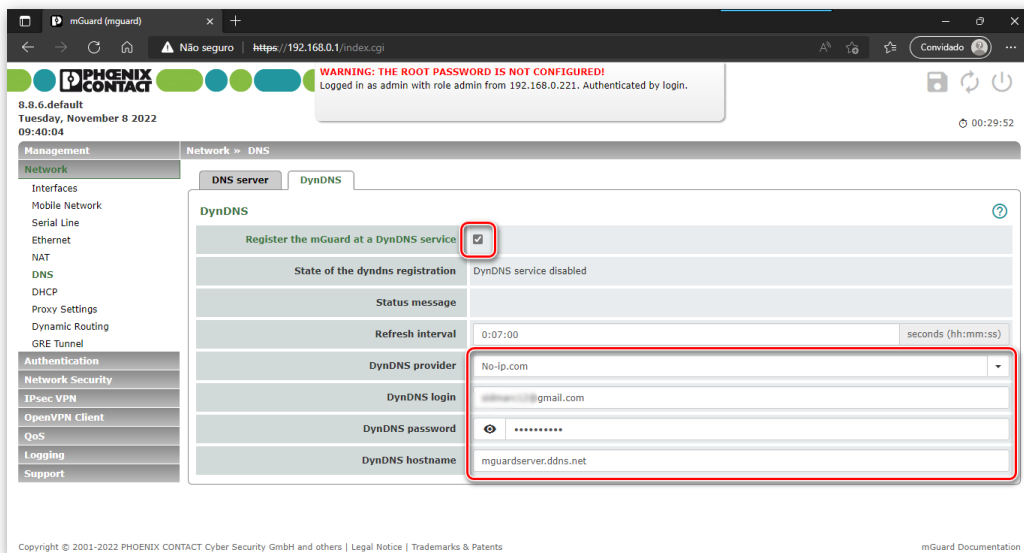 mGuard (mguard)
Não seguro
https://192.168.0.1/index.cgi
Convidado
PHŒNIX
CONTACT
WARNING: THE ROOT PASSWORD IS NOT CONFIGURED!
Logged in as admin with role admin from 192.168.0.221. Authenticated by login.
8.8.6.default
Tuesday, November 8 2022
09:40:04
00:29:52
Management
Network
Interfaces
Mobile Network
Serial Line
Ethernet
NAT
DNS
DHCP
Proxy Settings
Dynamic Routing
GRE Tunnel
Authentication
Network Security
IPsec VPN
OpenVPN Client
QoS
Logging
Support
Network » DNS
DNS server
DynDNS
DynDNS
Register the mGuard at a DynDNS service
State of the dyndns registration DynDNS service disabled
Status message
Refresh interval 0:07:00 seconds (hh:mm:ss)
DynDNS provider No-ip.com
DynDNS login gmail.com
DynDNS password ••••••••••
DynDNS hostname mguardserver.ddns.net
Copyright © 2001-2022 PHOENIX CONTACT Cyber Security GmbH and others | Legal Notice | Trademarks & Patents
mGuard Documentation